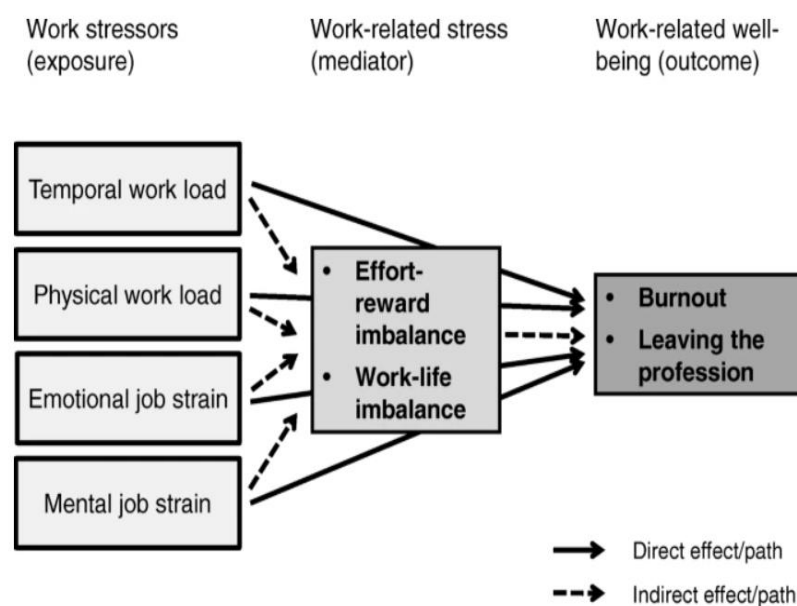 Work stressors
(exposure)
Work-related stress
(mediator)
Work-related well-
being (outcome)
Temporal work load
Physical work load
Emotional job strain
Mental job strain
• Effort-
reward
imbalance
• Work-life
imbalance
• Burnout
• Leaving the
profession
Direct effect/path
Indirect effect/path